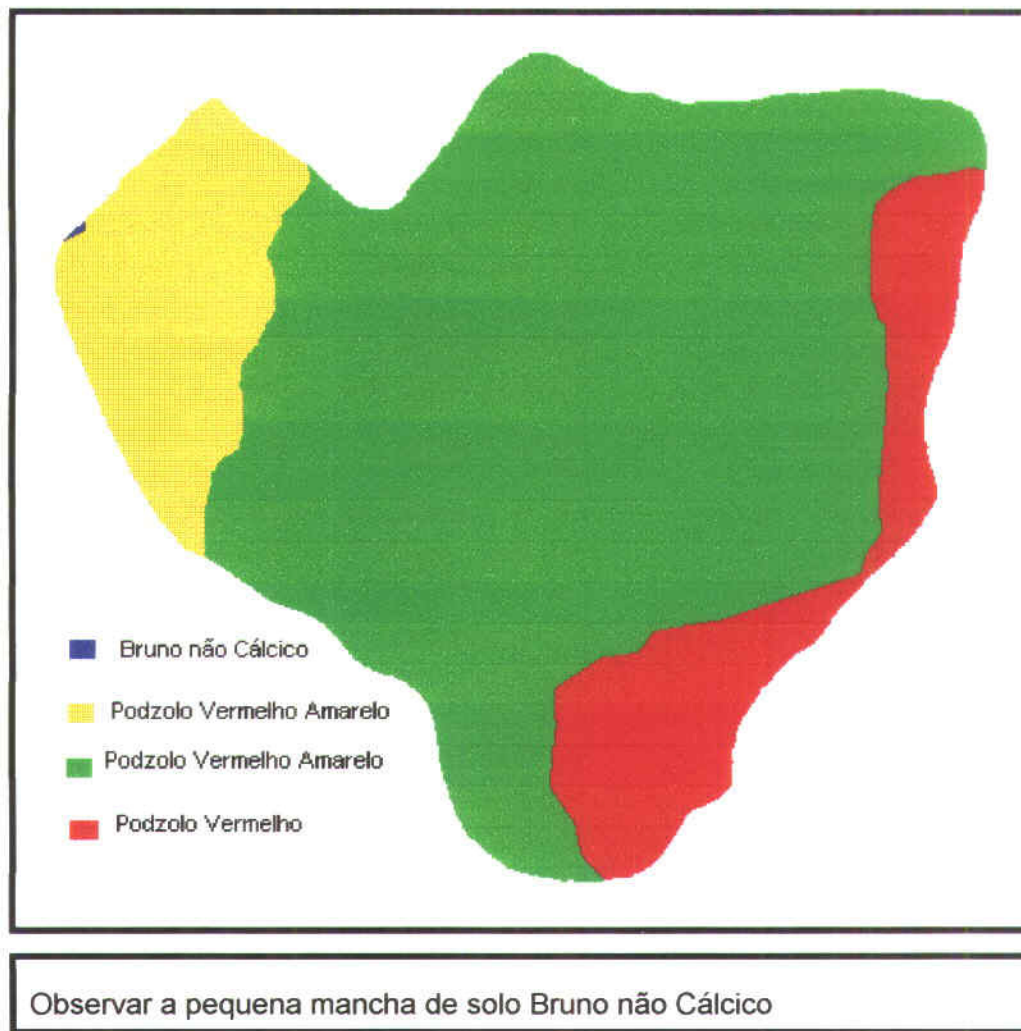 Bruno não Cálcico
Podzolo Vermelho Amarelo
Podzolo Vermelho Amarelo
Podzolo Vermelho
Observar a pequena mancha de solo Bruno não Cálcico